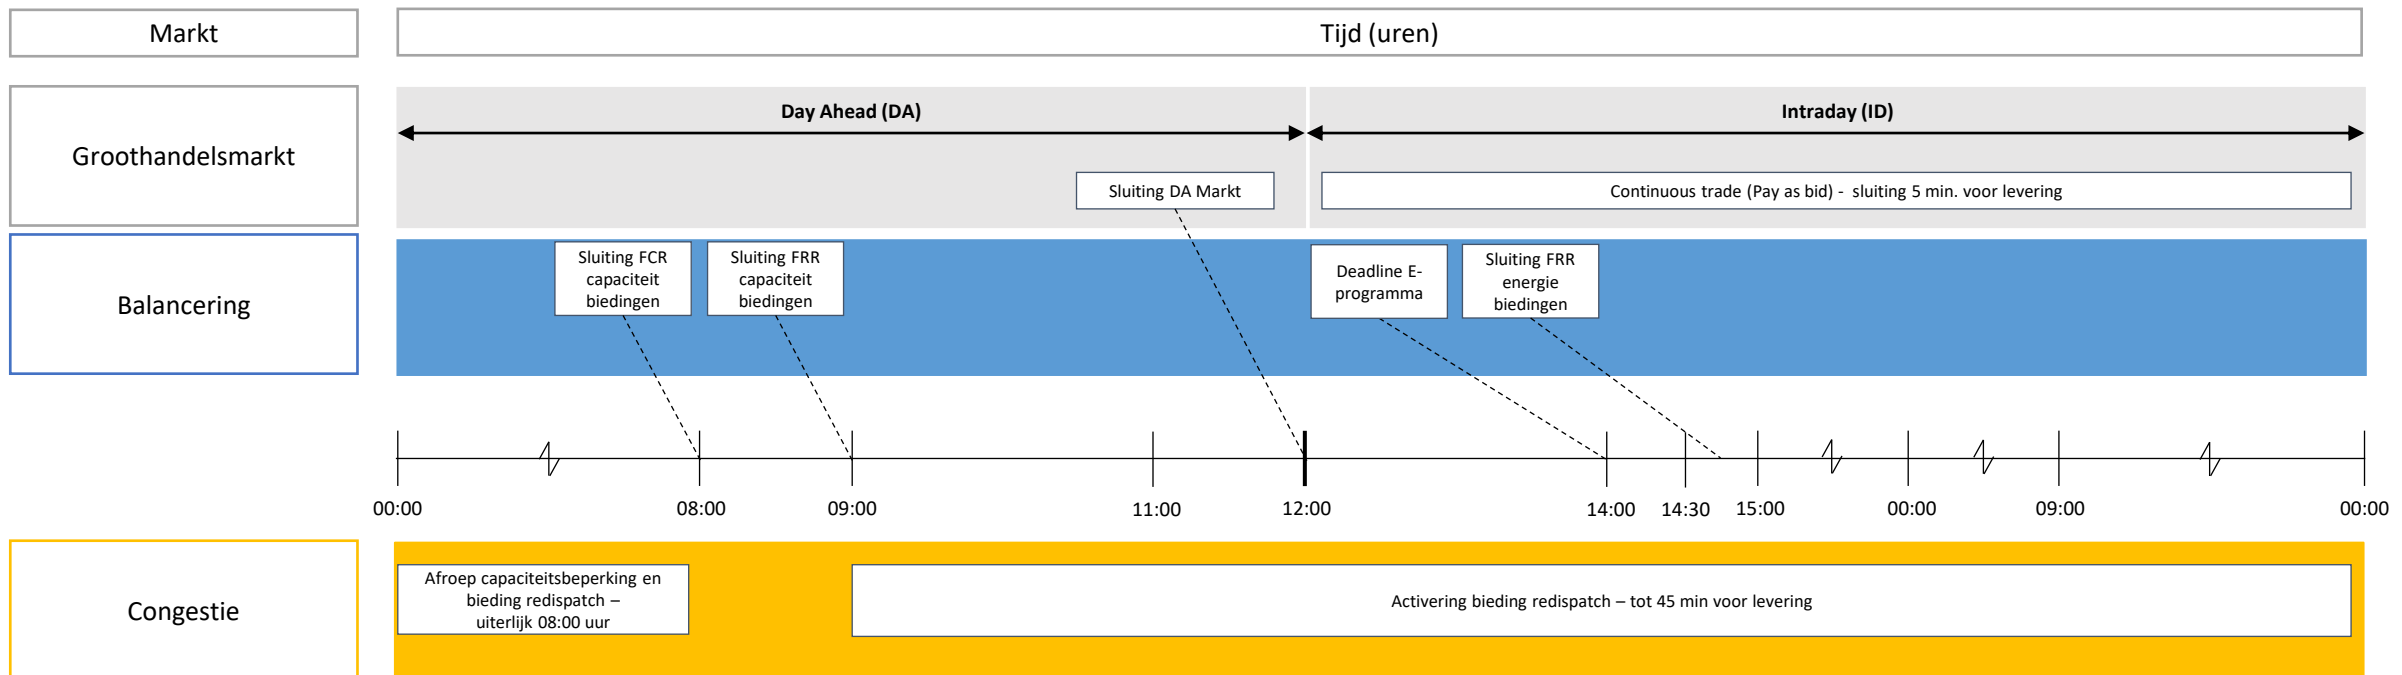 Markt
Tijd (uren)
Groothandelsmarkt
Day Ahead (DA)
Intraday (ID)
Sluiting DA Markt
Continuous trade (Pay as bid) - sluiting 5 min. voor levering
Balancering
Sluiting FCR
capaciteit
biedingen
Sluiting FRR
capaciteit
biedingen
Deadline E-
programma
Sluiting FRR
energie
biedingen
00:00
08:00
09:00
11:00
12:00
14:00
14:30
15:00
00:00
09:00
00:00
Congestie
Afroep capaciteitsbeperking en
bieding redispatch –
uiterlijk 08:00 uur
Activering bieding redispatch – tot 45 min voor levering